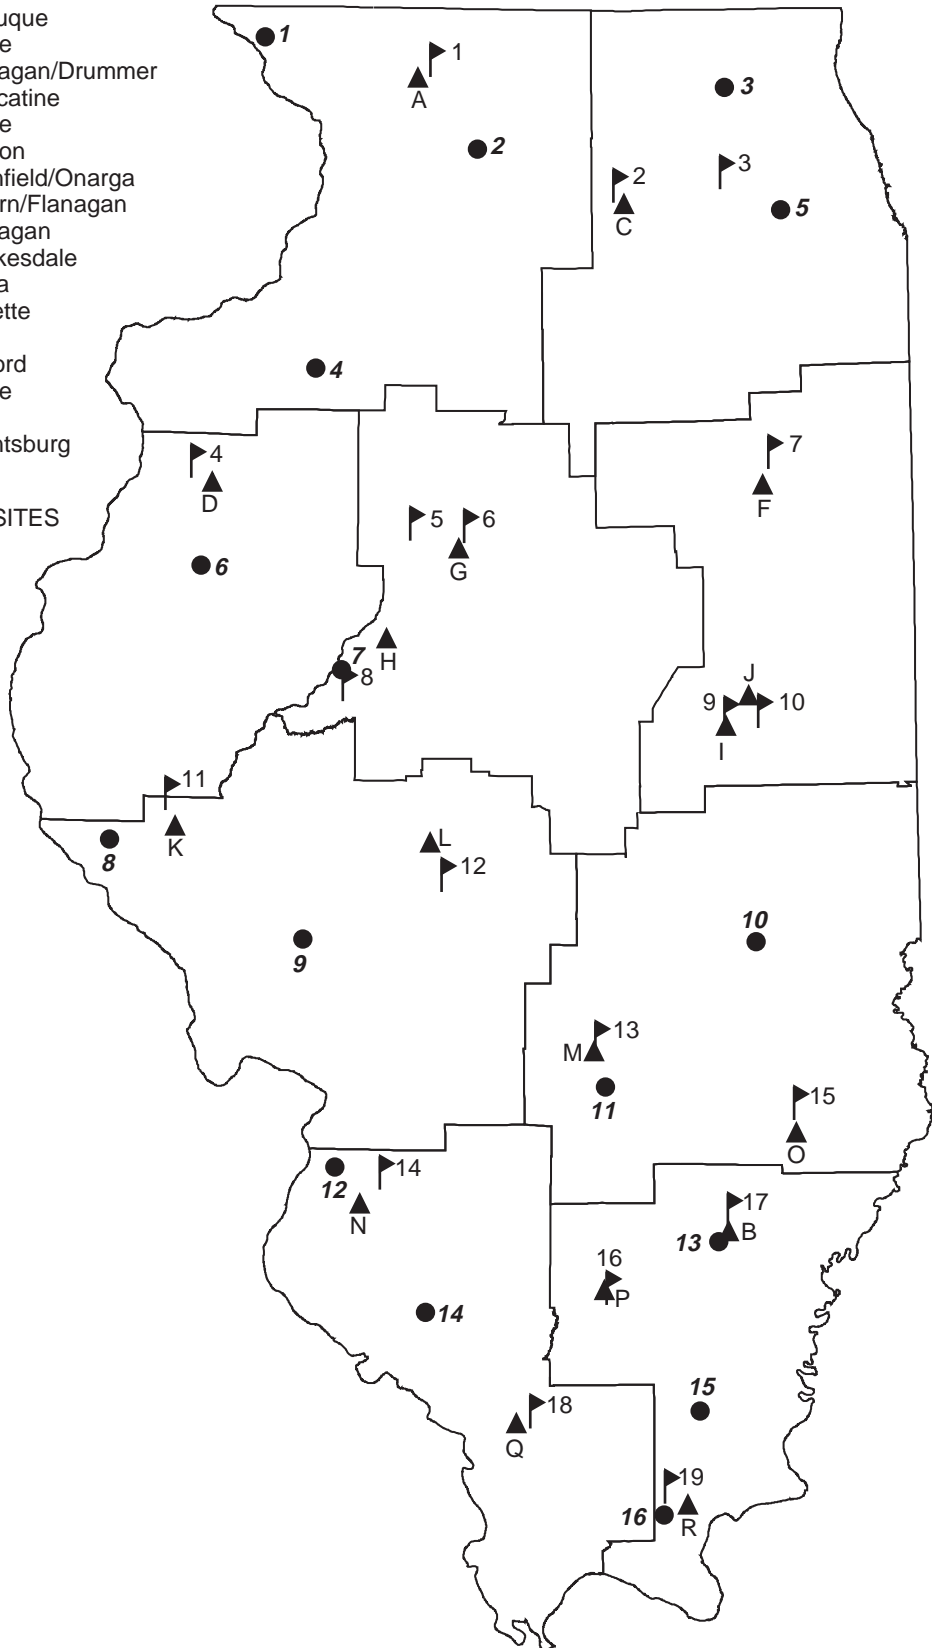 uque
e
agan/Drummer
catine
e
on
nfield/Onarga
rn/Flanagan
agan
kesdale
a
ette
ord
e
ntsburg
SITES
1
1
A
2
3
2
C
3
5
4
4
D
7
F
5
6
G
6
H
7
8
J
9
10
I
11
K
8
L
12
9
10
13
M
11
15
O
12
14
N
17
13
B
16
P
14
15
18
Q
19
16
R